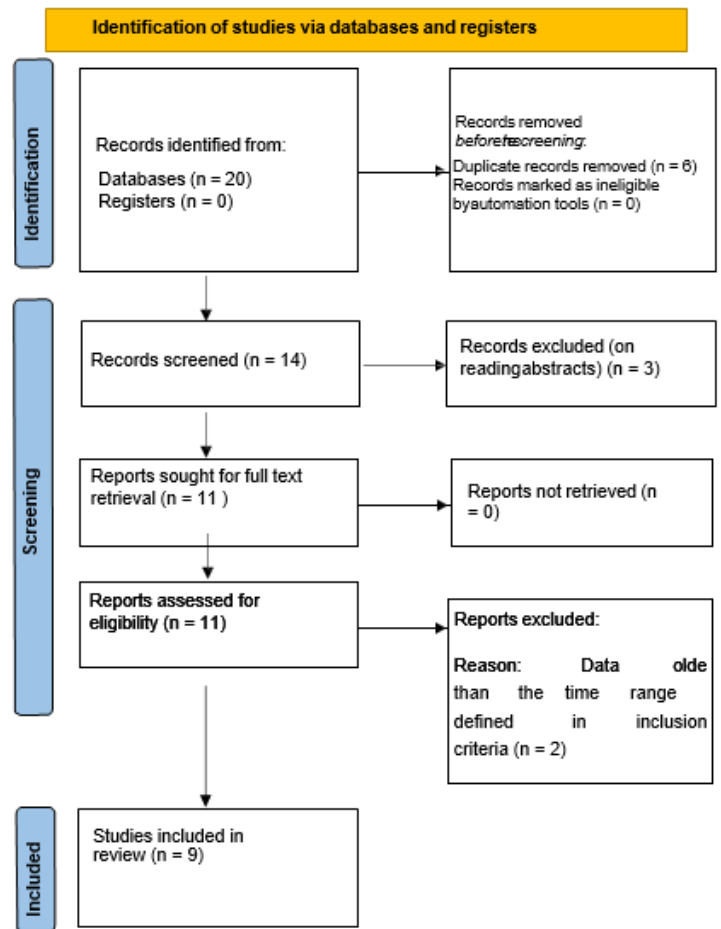 Identification of studies via databases and registers
Identification
Records identified from:
Databases (n = 20)
Registers (n = 0)
Records removed
beforethescreening:
Duplicate records removed (n = 6)
Records marked as ineligible
byautomation tools (n = 0)
Screening
Records screened (n = 14)
Records excluded (on
readingabstracts) (n = 3)
Reports sought for full text
retrieval (n = 11 )
Reports not retrieved (n
= 0)
Reports assessed for
eligibility (n = 11)
Reports excluded:
Reason: Data olde
than the time range
defined in inclusion
criteria (n = 2)
Included
Studies included in
review (n = 9)